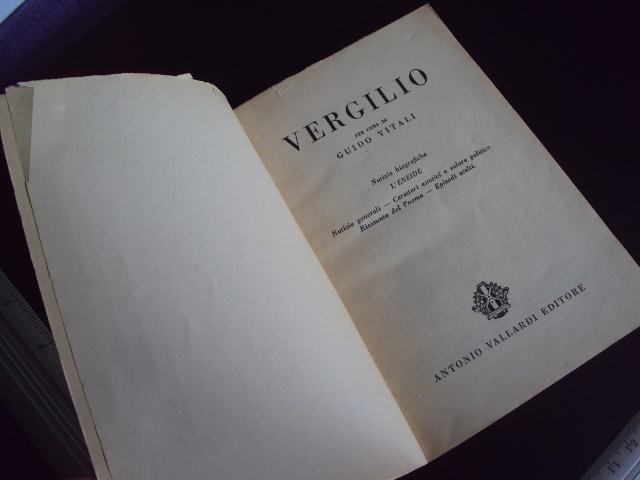 VERGILIO
PER CURA DI
GUIDO VITALI
Notizie biografiche
L'ENEIDE
Notizie generali — Caratteri artistici e valore politico
Riassunto del Poema — Episodi scelti.
ANTONIO VALLARDI EDITORE